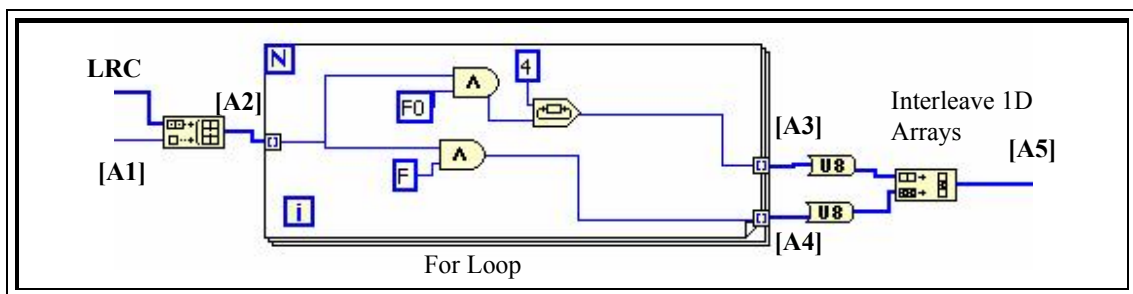 LRC
[A1]
[A2]
N
F0
F
4
i
[A3]
[A4]
U8
U8
Interleave 1D
Arrays
[A5]
For Loop